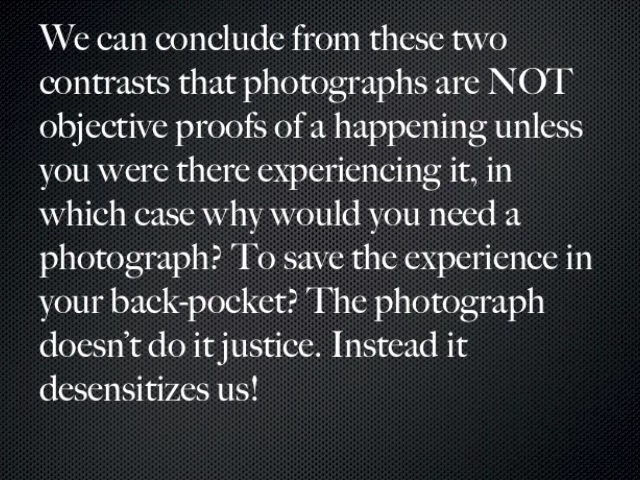 We can conclude from these two
contrasts that photographs are NOT
objective proofs of a happening unless
you were there experiencing it, in
which case why would you need a
photograph? To save the experience in
your back-pocket? The photograph
doesn't do it justice. Instead it
desensitizes us!